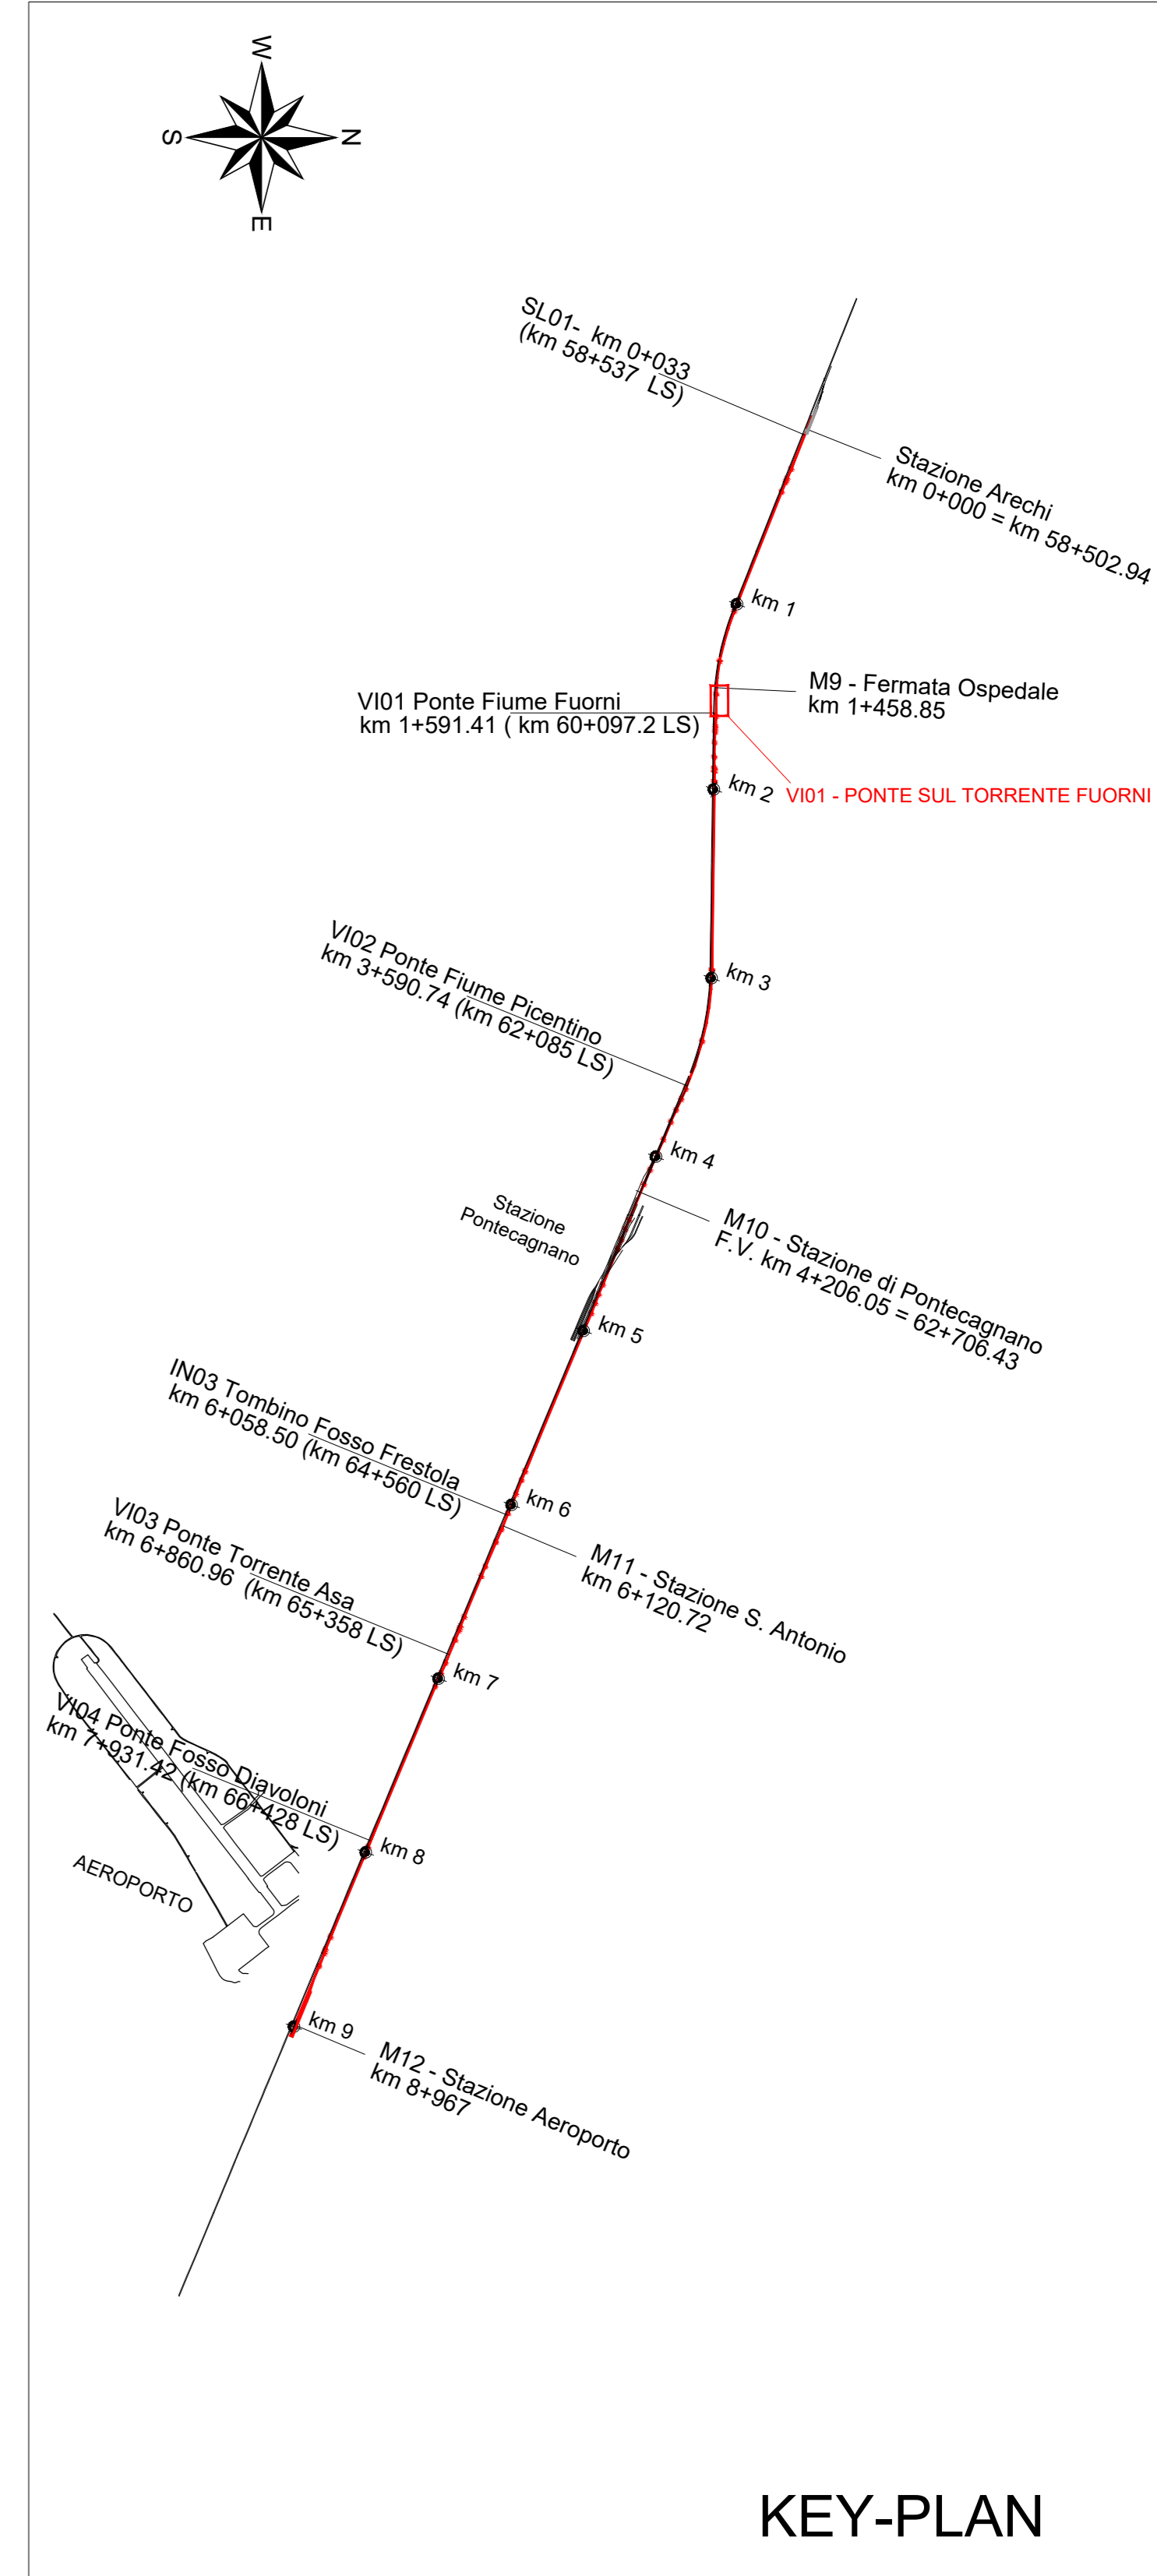 W
N
S
E
SL01- km 0+033
(km 58+537 LS)
Stazione Arechi
km 0+000 = km 58+502.94
km 1
M9 - Fermata Ospedale
km 1+458.85
VI01 Ponte Fiume Fuorni
km 1+591.41 ( km 60+097.2 LS)
km 2
VI01 - PONTE SUL TORRENTE FUORNI
VI02 Ponte Fiume Picentino
km 3+590.74 (km 62+085 LS)
km 3
km 4
Stazione
Pontecagnano
M10 - Stazione di Pontecagnano
F.V. km 4+206.05 = 62+706.43
km 5
IN03 Tombino Fosso Frestola
km 6+058.50 (km 64+560 LS)
km 6
M11 - Stazione S. Antonio
km 6+120.72
VI03 Ponte Torrente Asa
km 6+860.96 (km 65+358 LS)
km 7
VI04 Ponte Fosso Diavoloni
km 7+931.42 (km 66+428 LS)
km 8
AEROPORTO
km 9
M12 - Stazione Aeroporto
km 8+967
KEY-PLAN